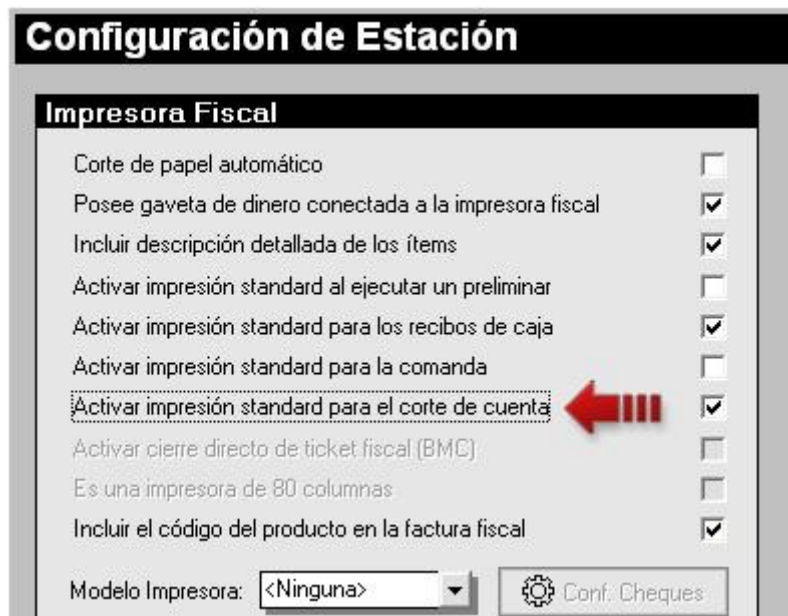 Configuración de Estación
Impresora Fiscal
Corte de papel automático
Posee gaveta de dinero conectada a la impresora fiscal
Incluir descripción detallada de los ítems
Activar impresión standard al ejecutar un preliminar
Activar impresión standard para los recibos de caja
Activar impresión standard para la comanda
Activar impresión standard para el corte de cuenta
Activar cierre directo de ticket fiscal (BMC)
Es una impresora de 80 columnas
Incluir el código del producto en la factura fiscal
Modelo Impresora: <Ninguna> Conf. Cheques